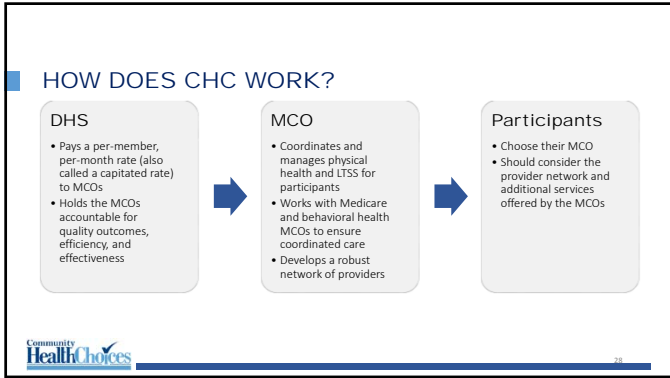 HOW DOES CHC WORK?
DHS
• Pays a per-member,
per-month rate (also
called a capitated rate)
to MCOs
• Holds the MCOs
accountable for
quality outcomes,
efficiency, and
effectiveness
MCO
• Coordinates and
manages physical
health and LTSS for
participants
• Works with Medicare
and behavioral health
MCOs to ensure
coordinated care
• Develops a robust
network of providers
Participants
• Choose their MCO
• Should consider the
provider network and
additional services
offered by the MCOs
Community
HealthChoices
28